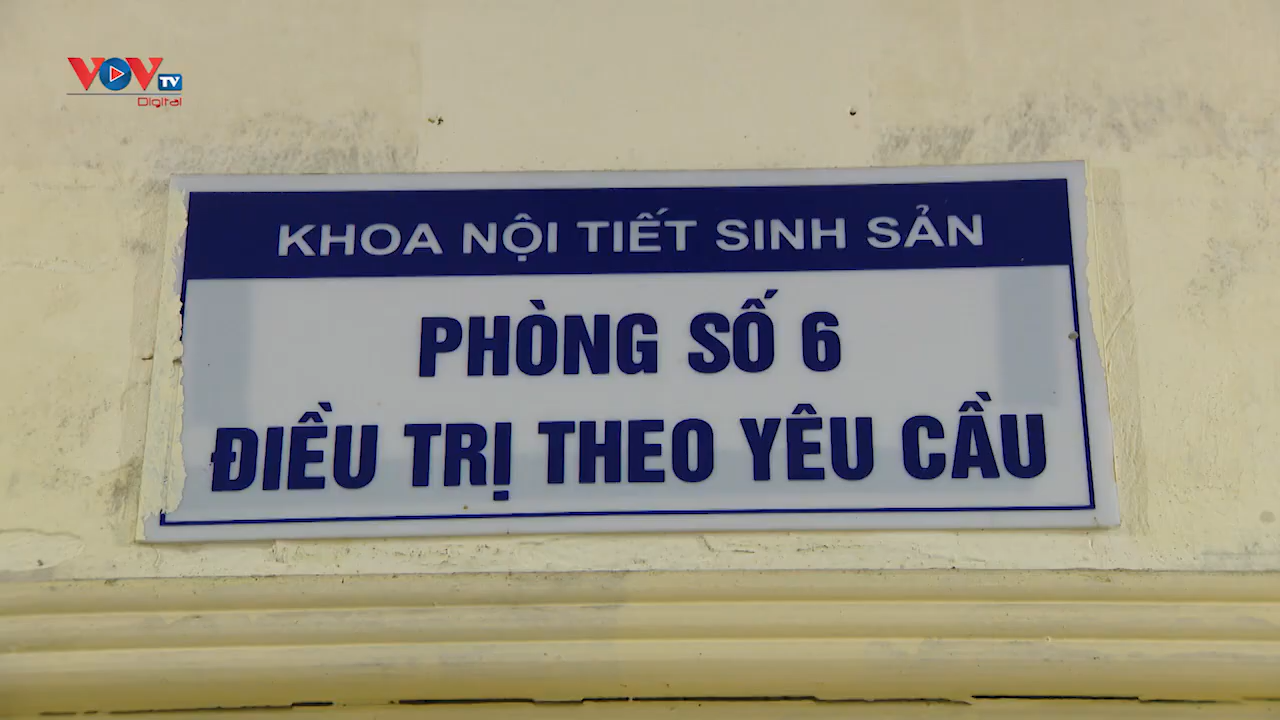 VOV TV
Digital
KHOA NỘI TIẾT SINH SẢN
PHÒNG SỐ 6
ĐIỀU TRỊ THEO YÊU CẦU